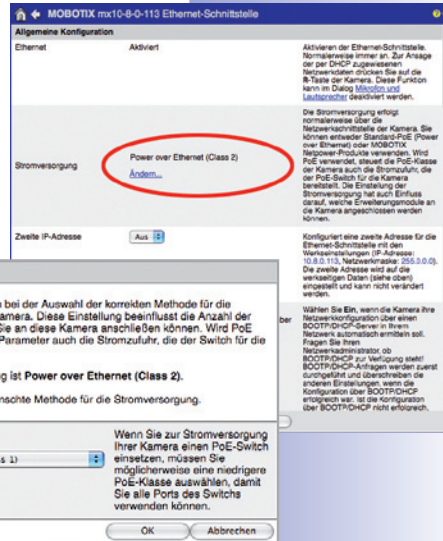 MOBOTIX mx10-8-0-113 Ethernet-Schnittstelle
Allgemeine Konfiguration
Ethernet
Aktiviert
Aktivieren der Ethernet-Schnittstelle.
Normalerweise immer an. Zur Ansage
der per DHCP zugewiesenen
Netzwerkdaten drücken Sie auf die
R-Taste der Kamera. Diese Funktion
kann im Dialog Mikrofon und
Lautsprecher deaktiviert werden.
Stromversorgung
Power over Ethernet (Class 2)
Ändern...
Die Stromversorgung erfolgt
normalerweise über die
Netzwerkschnittstelle der Kamera. Sie
können entweder Standard-PoE (Power
over Ethernet) oder MOBOTIX
Netpower-Produkte verwenden. Wird
PoE verwendet, steuert die PoE-Klasse
der Kamera auch die Stromzufuhr, die
der PoE-Switch für die Kamera
bereitstellt. Die Einstellung der
Stromversorgung hat auch Einfluss
darauf, welche Erweiterungsmodule an
die Kamera angeschlossen werden
können.
Zweite IP-Adresse
Aus
Konfiguriert eine zweite Adresse für die
Ethernet-Schnittstelle mit den
Werkseinstellungen (IP-Adresse:
10.8.0.113, Netzwerkmaske: 255.0.0.0).
Die zweite Adresse wird auf die
werkseitigen Daten (siehe oben)
eingestellt und kann nicht verändert
werden.
ber
Wählen Sie Ein, wenn die Kamera ihre
Netzwerkkonfiguration über einen
BOOTP/DHCP-Server in Ihrem
Netzwerk automatisch ermitteln soll.
Fragen Sie Ihren
Netzwerkadministrator, ob
BOOTP/DHCP zur Verfügung steht!
BOOTP/DHCP-Anfragen werden zuerst
durchgeführt und überschreiben die
anderen Einstellungen, wenn die
Konfiguration über BOOTP/DHCP
erfolgreich war. Ist die Konfiguration
über BOOTP/DHCP nicht erfolgreich,
n bei der Auswahl der korrekten Methode für die
amera. Diese Einstellung beeinflusst die Anzahl der
Sie an diese Kamera anschließen können. Wird PoE
Parameter auch die Stromzufuhr, die der Switch für die
g ist Power over Ethernet (Class 2).
nschte Methode für die Stromversorgung.
s 1)
Wenn Sie zur Stromversorgung
Ihrer Kamera einen PoE-Switch
einsetzen, müssen Sie
möglicherweise eine niedrigere
PoE-Klasse auswählen, damit
Sie alle Ports des Switchs
verwenden können.
OK
Abbrechen